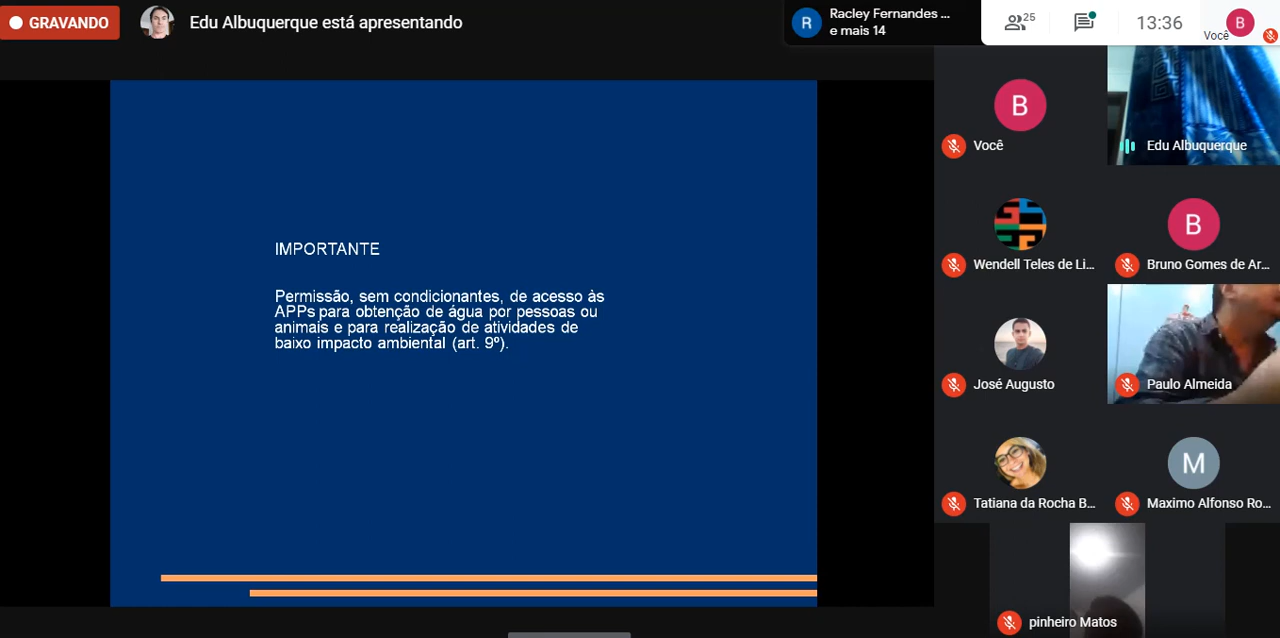 GRAVANDO
Edu Albuquerque está apresentando
R
Racley Fernandes ...
e mais 14
25
13:36
B
Você
IMPORTANTE
Permissão, sem condicionantes, de acesso às
APPs para obtenção de água por pessoas ou
animais e para realização de atividades de
baixo impacto ambiental (art. 9º).
B
Você
Edu Albuquerque
Wendell Teles de Li...
B
Bruno Gomes de Ar...
José Augusto
Paulo Almeida
Tatiana da Rocha B...
M
Maximo Alfonso Ro...
pinheiro Matos